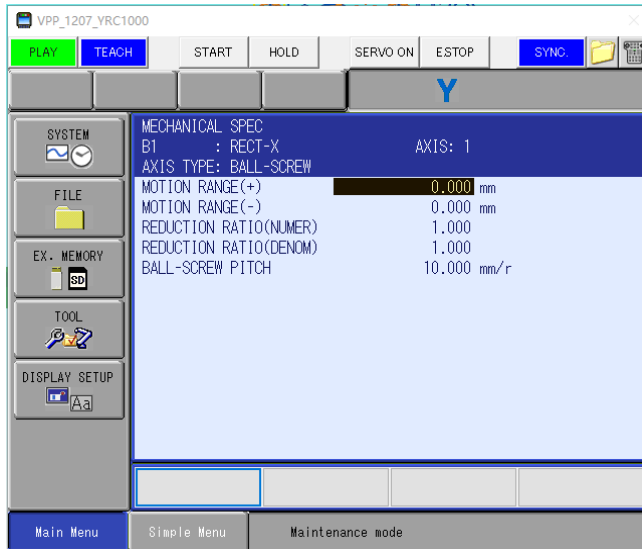 VPP_1207_YRC1000
PLAY TEACH START HOLD SERVO ON E.STOP SYNC.
Y
SYSTEM
FILE
EX. MEMORY
SD
TOOL
DISPLAY SETUP
Aa
MECHANICAL SPEC
B1 : RECT-X AXIS: 1
AXIS TYPE: BALL-SCREW
MOTION RANGE(+) 0.000 mm
MOTION RANGE(-) 0.000 mm
REDUCTION RATIO(NUMER) 1.000
REDUCTION RATIO(DENOM) 1.000
BALL-SCREW PITCH 10.000 mm/r
Main Menu Simple Menu Maintenance mode